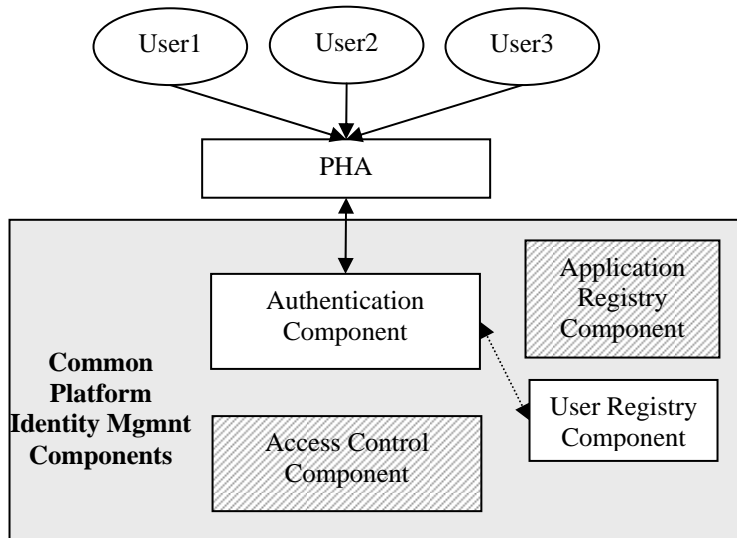 User1
User2
User3
PHA
Authentication
Component
Application
Registry
Component
Common
Platform
Identity Mgmnt
Components
User Registry
Component
Access Control
Component